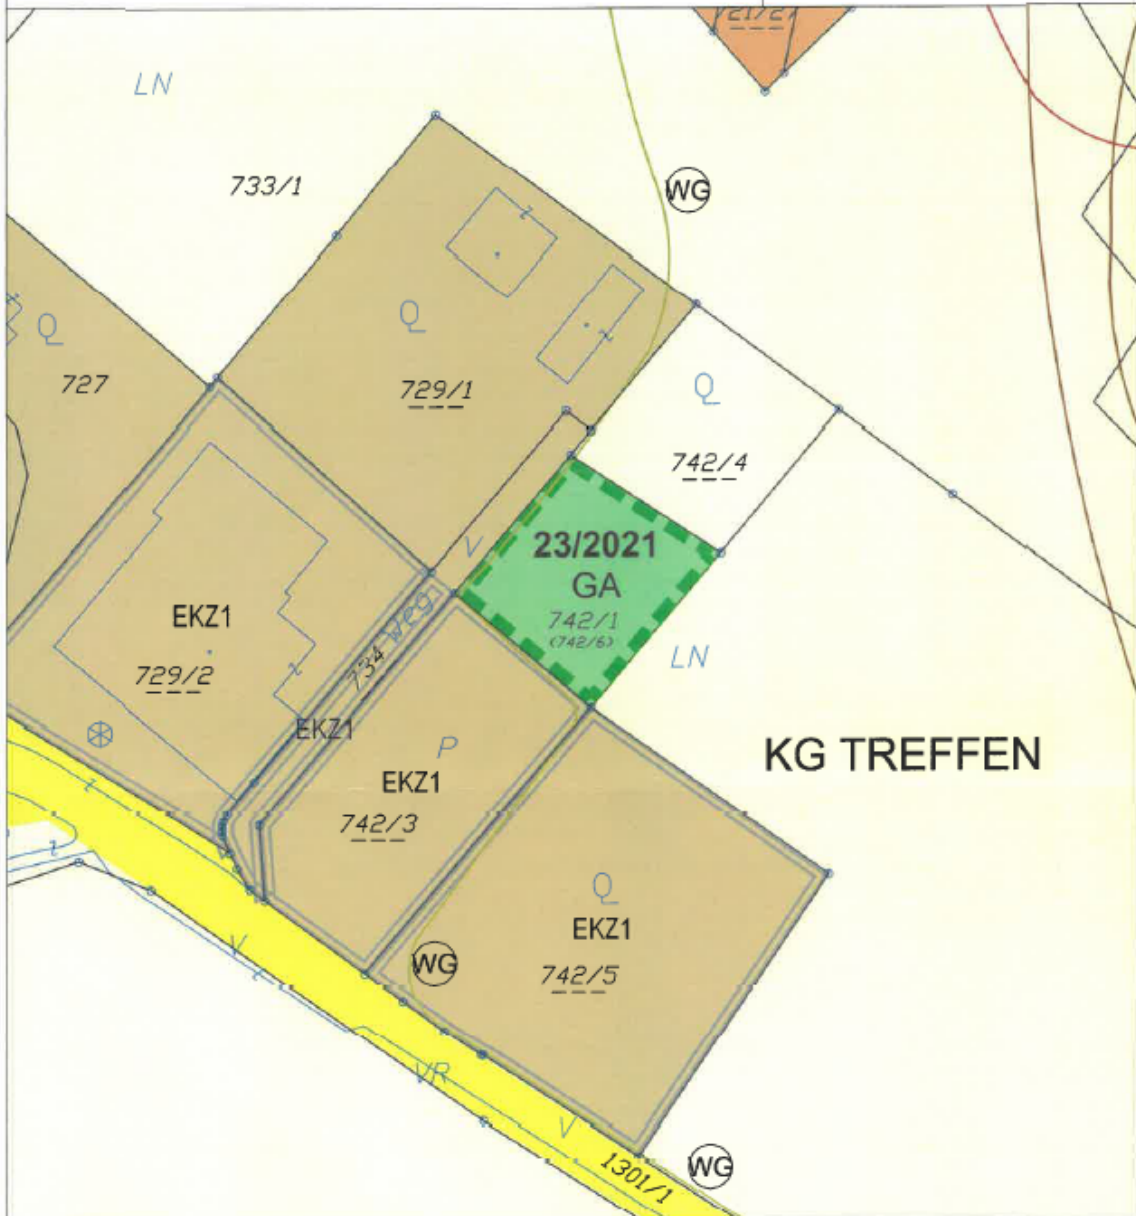 LN
733/1
WG
Q
727
Q
729/1
Q
742/4
V
23/2021
GA
742/1
(742/6)
LN
EKZ1
729/2
734 weg
EKZ1
P
EKZ1
742/3
KG TREFFEN
Q
EKZ1
742/5
WG
V
VR
V
1301/1
WG